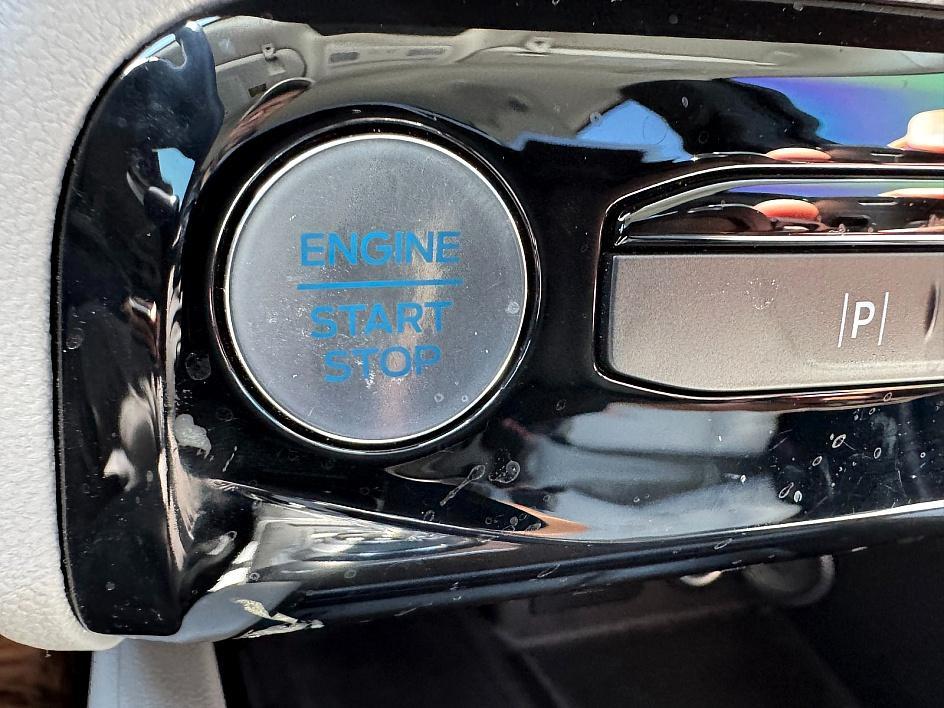 ENGINE
START
STOP
|P|